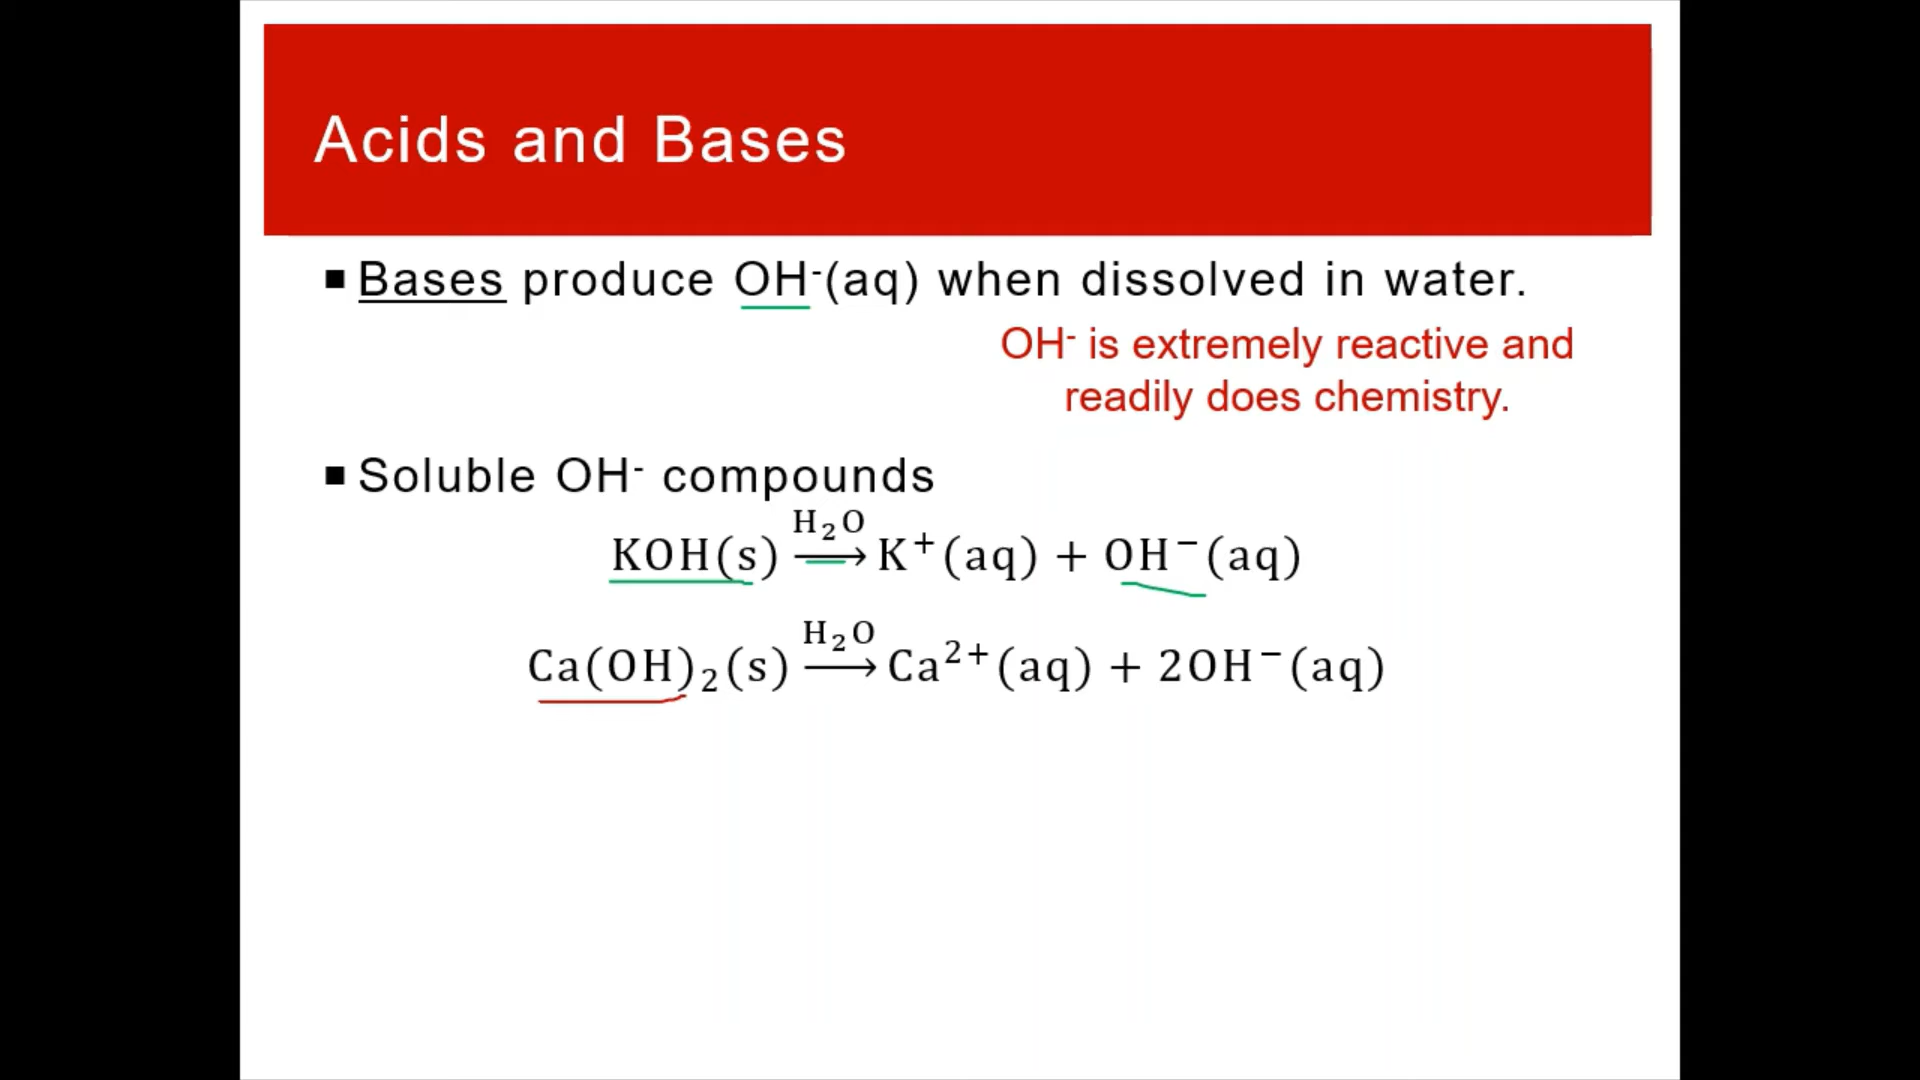 Acids and Bases
▪ Bases produce OH⁻(aq) when dissolved in water.
OH⁻ is extremely reactive and
readily does chemistry.
▪ Soluble OH⁻ compounds
H₂O
KOH(s) ⟶ K⁺(aq) + OH⁻(aq)
H₂O
Ca(OH)₂(s) ⟶ Ca²⁺(aq) + 2OH⁻(aq)